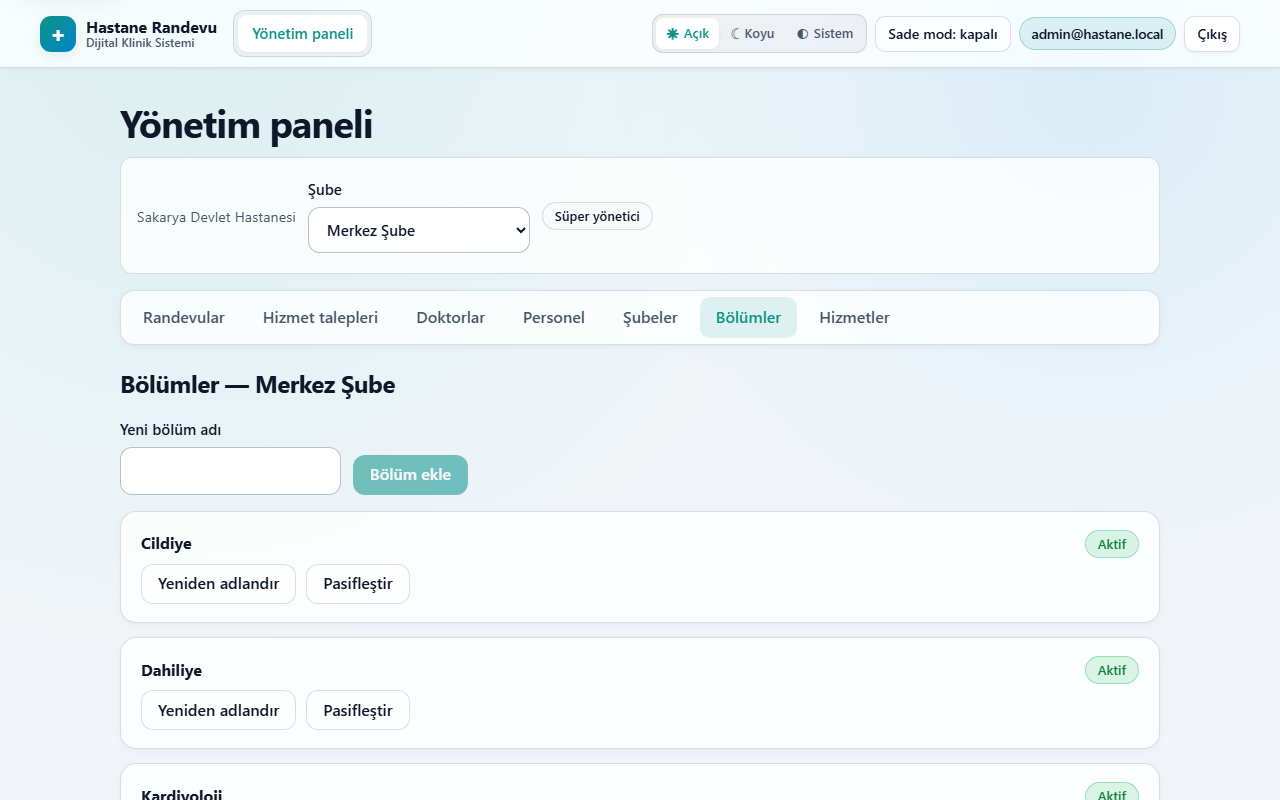 Hastane Randevu
Dijital Klinik Sistemi
Yönetim paneli
Açık
Koyu
Sistem
Sade mod: kapalı
admin@hastane.local
Çıkış
Yönetim paneli
Sakarya Devlet Hastanesi
Şube
Merkez Şube
Süper yönetici
Randevular
Hizmet talepleri
Doktorlar
Personel
Şubeler
Bölümler
Hizmetler
Bölümler — Merkez Şube
Yeni bölüm adı
Bölüm ekle
Cildiye
Aktif
Yeniden adlandır
Pasifleştir
Dahiliye
Aktif
Yeniden adlandır
Pasifleştir
Kardiyoloji
Aktif